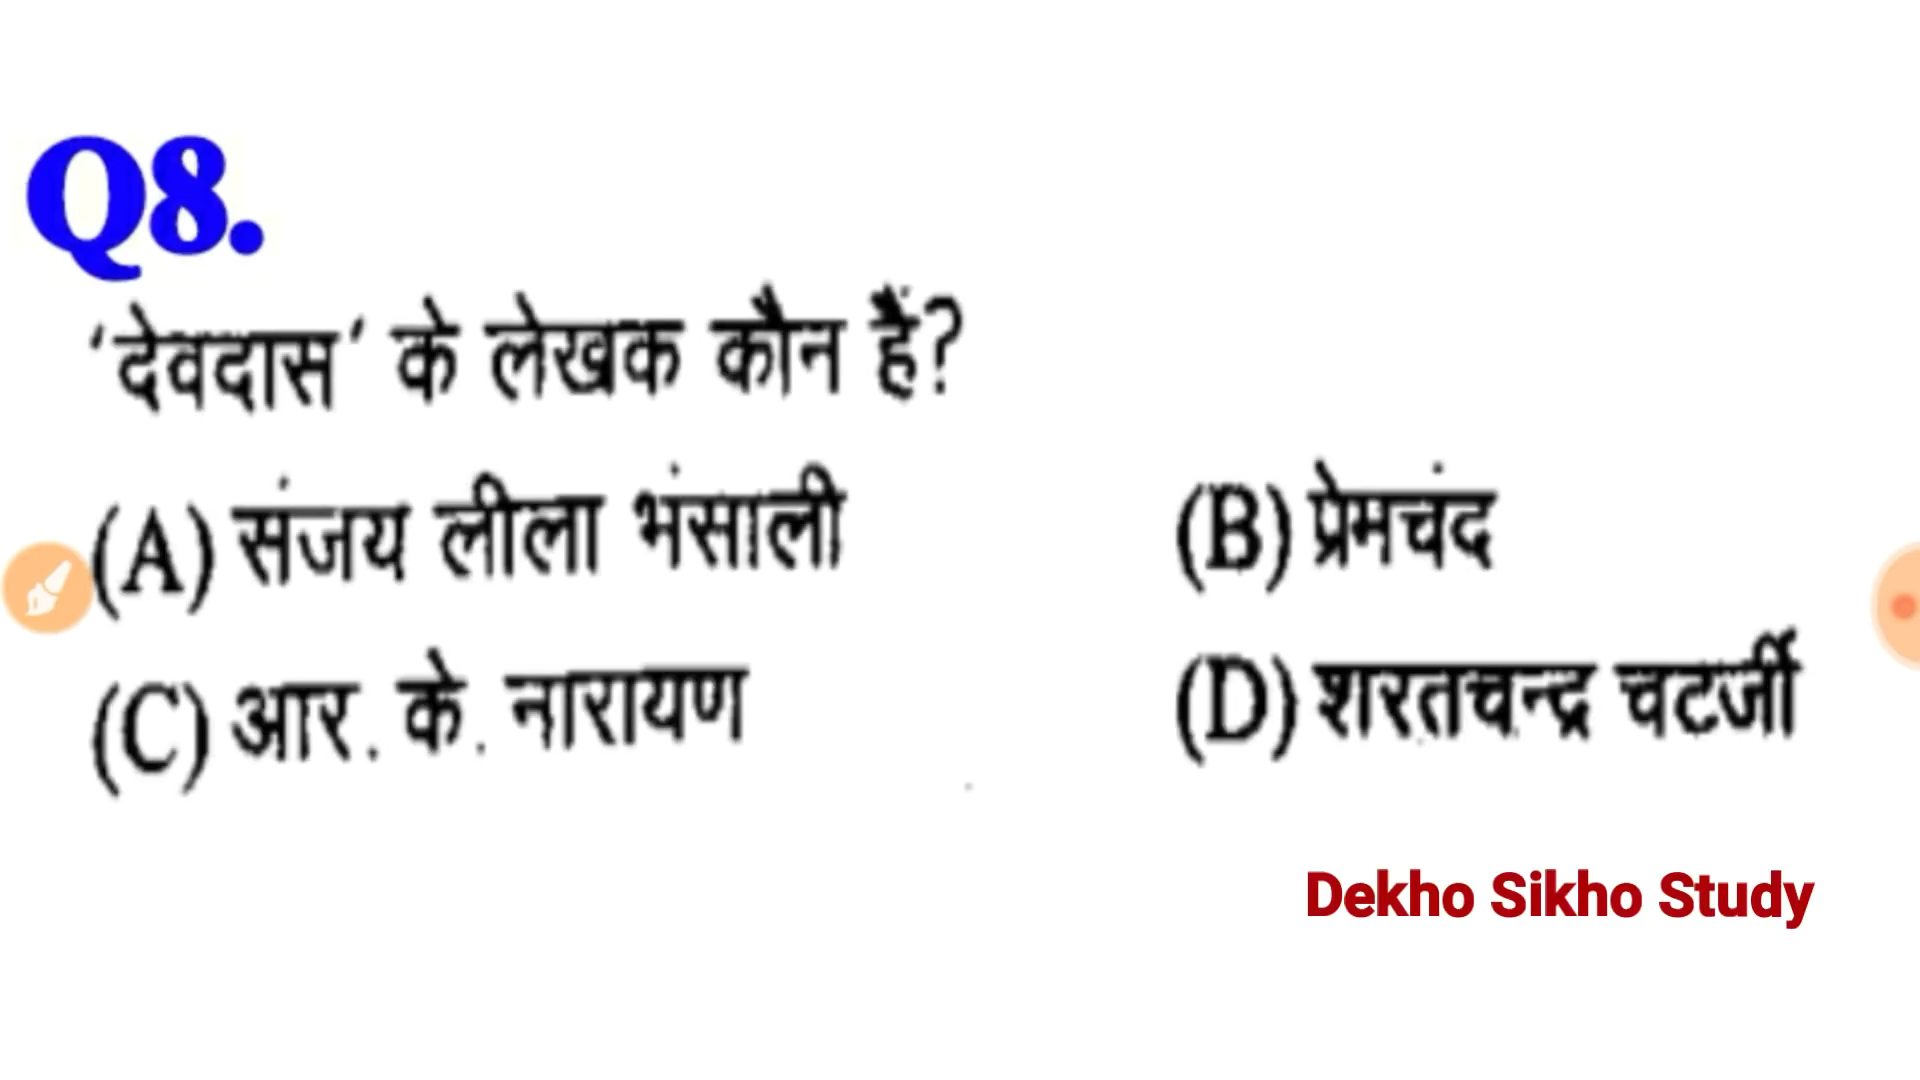 Q8.
'देवदास' के लेखक कौन हैं?
(A) संजय लीला भंसाली (B) प्रेमचंद
(C) आर. के. नारायण (D) शरतचन्द्र चटर्जी
Dekho Sikho Study